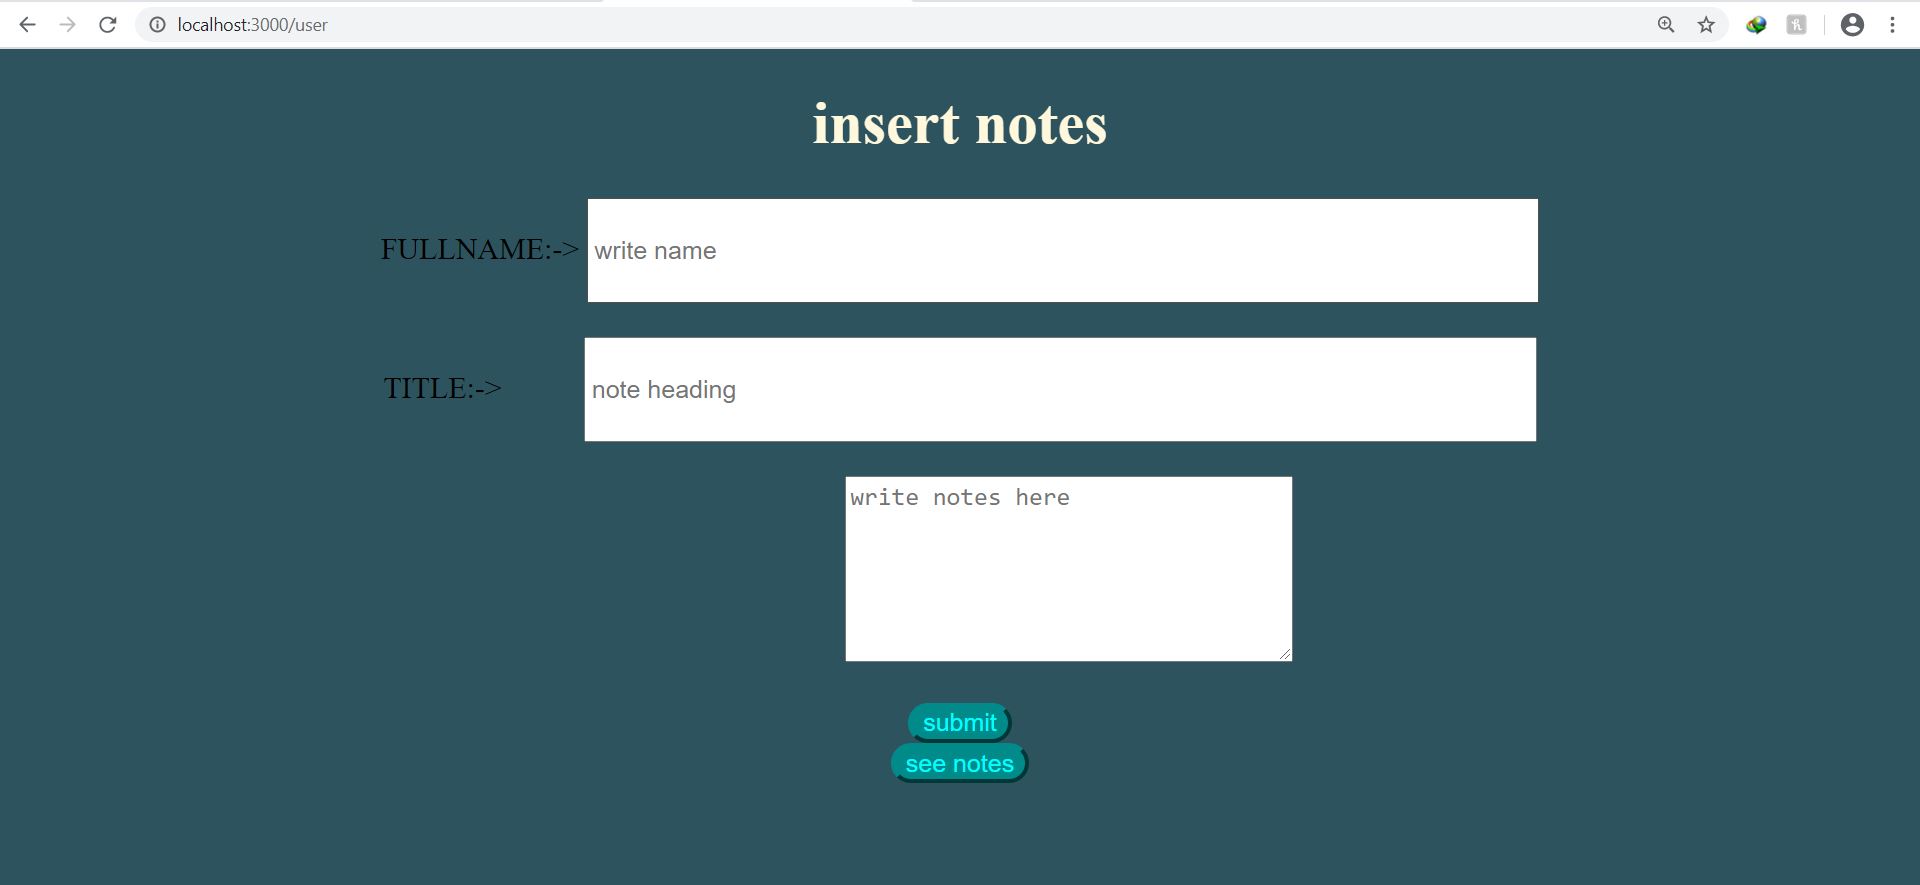 localhost:3000/user
insert notes
FULLNAME:-> write name
TITLE:-> note heading
write notes here
submit
see notes